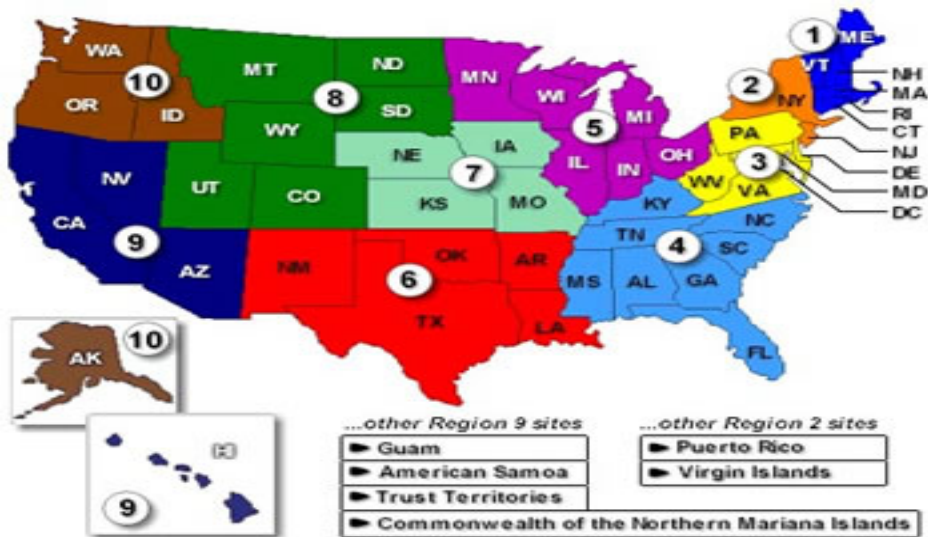 1
ME
WA
VT
MT
ND
NH
MN
10
2
MA
NY
OR
8
WI
RI
ID
SD
MI
CT
WY
5
PA
NJ
IA
NE
3
DE
OH
7
IL
IN
MD
NV
WV
VA
UT
CO
KS
MO
KY
DC
CA
NC
TN
9
4
SC
AZ
OK
AR
NM
6
MS
AL
GA
TX
LA
10
FL
AK
...other Region 9 sites
...other Region 2 sites
Guam
Puerto Rico
American Samoa
Virgin Islands
Trust Territories
9
Commonwealth of the Northern Mariana Islands